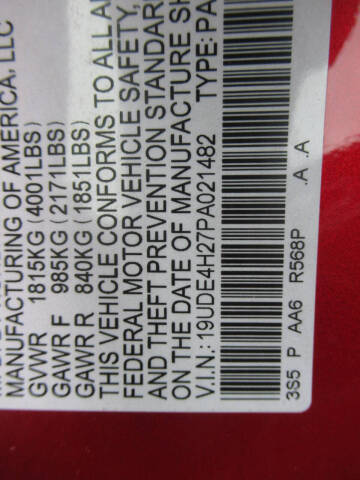 MANUFACTURING OF AMERICA, LLC
GVWR 1815KG (4001LBS)
GAWR F 985KG (2171LBS)
GAWR R 840KG (1851LBS)
THIS VEHICLE CONFORMS TO ALL A
FEDERAL MOTOR VEHICLE SAFETY,
AND THEFT PREVENTION STANDAR
ON THE DATE OF MANUFACTURE SH
V.I.N.: 19UDE4H27PA021482 TYPE: PA
3S5 P AA6 R568P .A .A